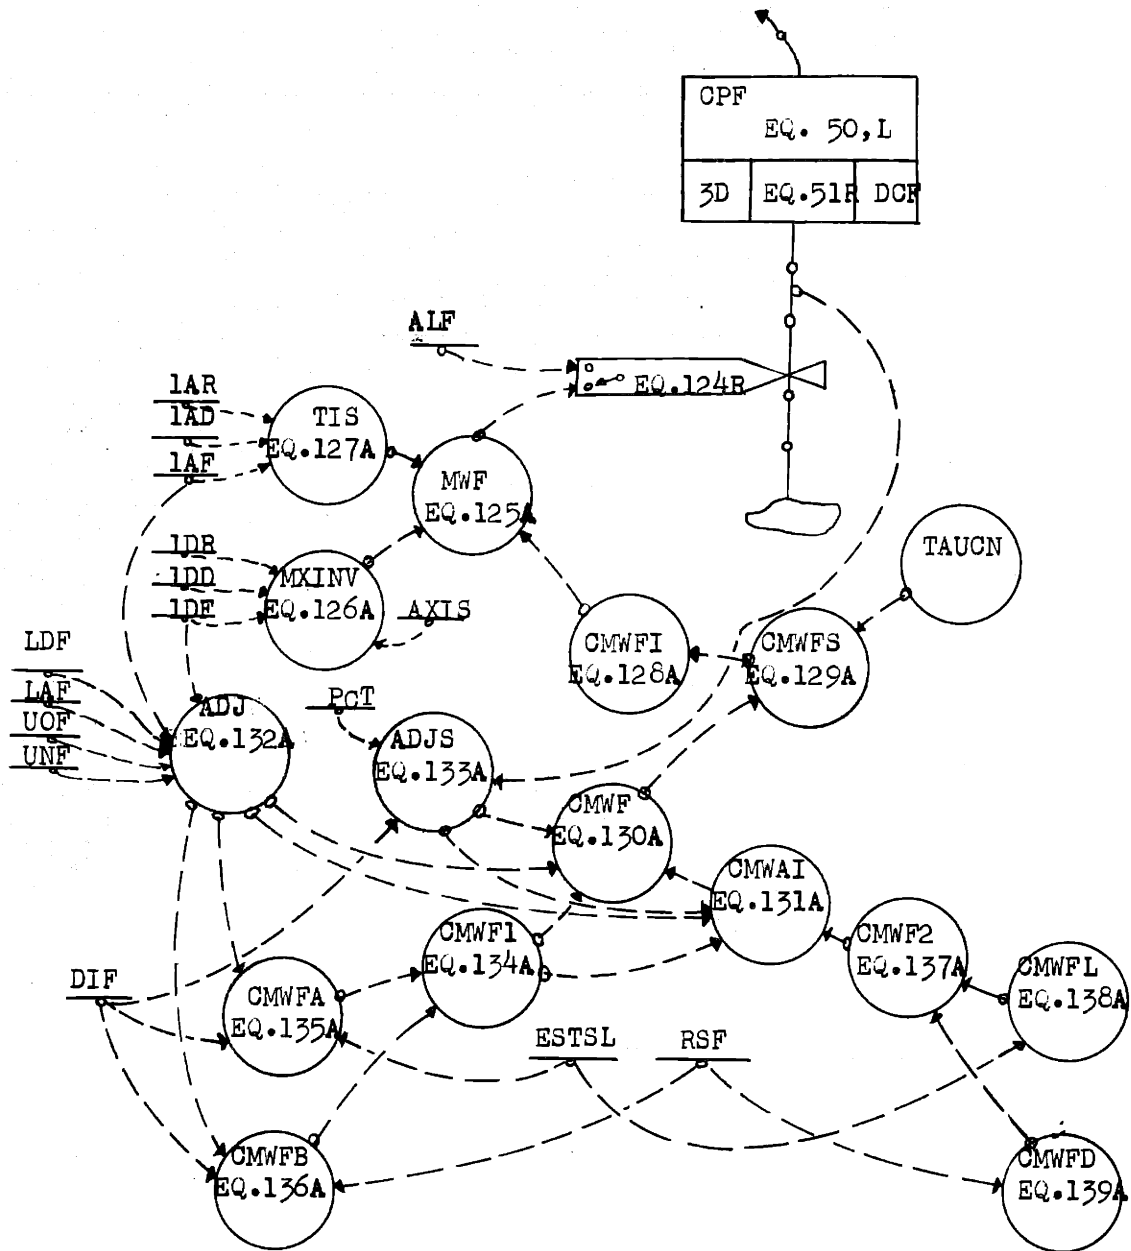 CPF
EQ. 50,L
3D EQ.51R DCF
ALF
EQ.124R
1AR
1AD
1AF
TIS
EQ.127A
MWF
EQ.125A
1DR
1DD
1DF
MXINV
EQ.126A
AXIS
TAUCN
CMWFI
EQ.128A
CMWFS
EQ.129A
LDF
LAF
UOF
UNF
ADJ
EQ.132A
PCT
ADJS
EQ.133A
CMWF
EQ.130A
CMWAI
EQ.131A
CMWF1
EQ.134A
CMWF2
EQ.137A
CMWFL
EQ.138A
DIF
CMWFA
EQ.135A
ESTSL
RSF
CMWFB
EQ.136A
CMWFD
EQ.139A